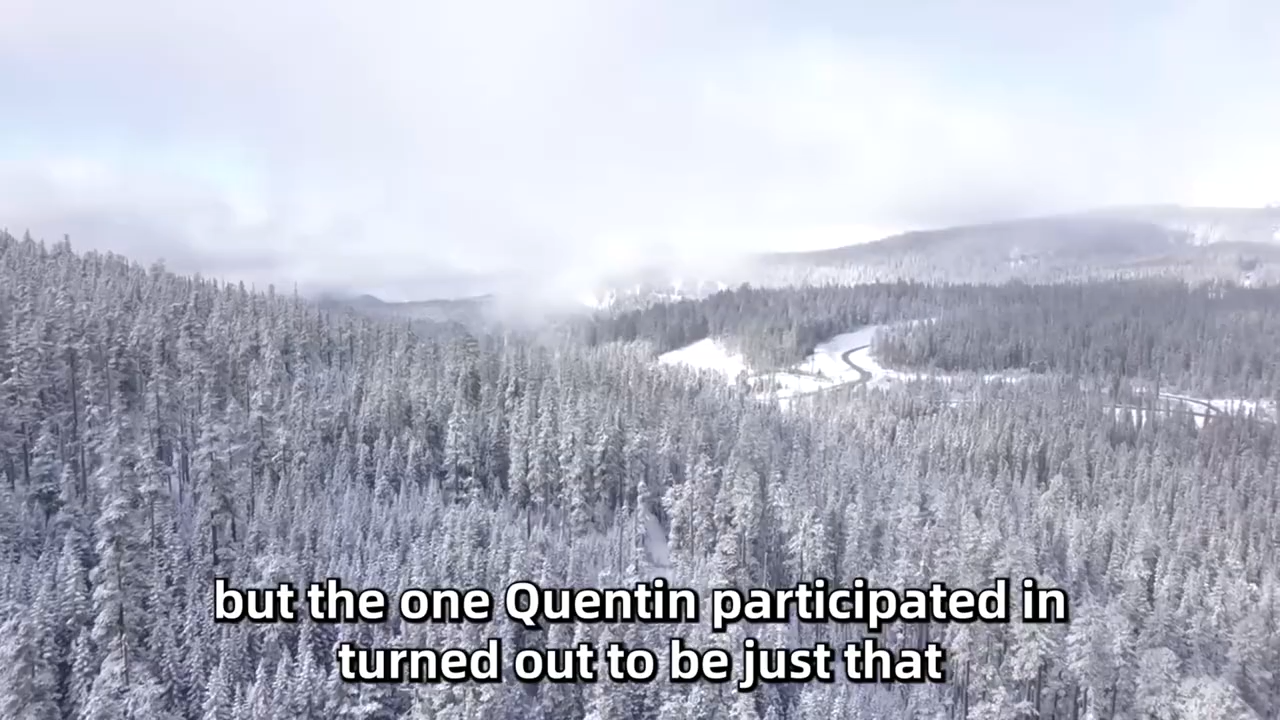 but the one Quentin participated in
turned out to be just that